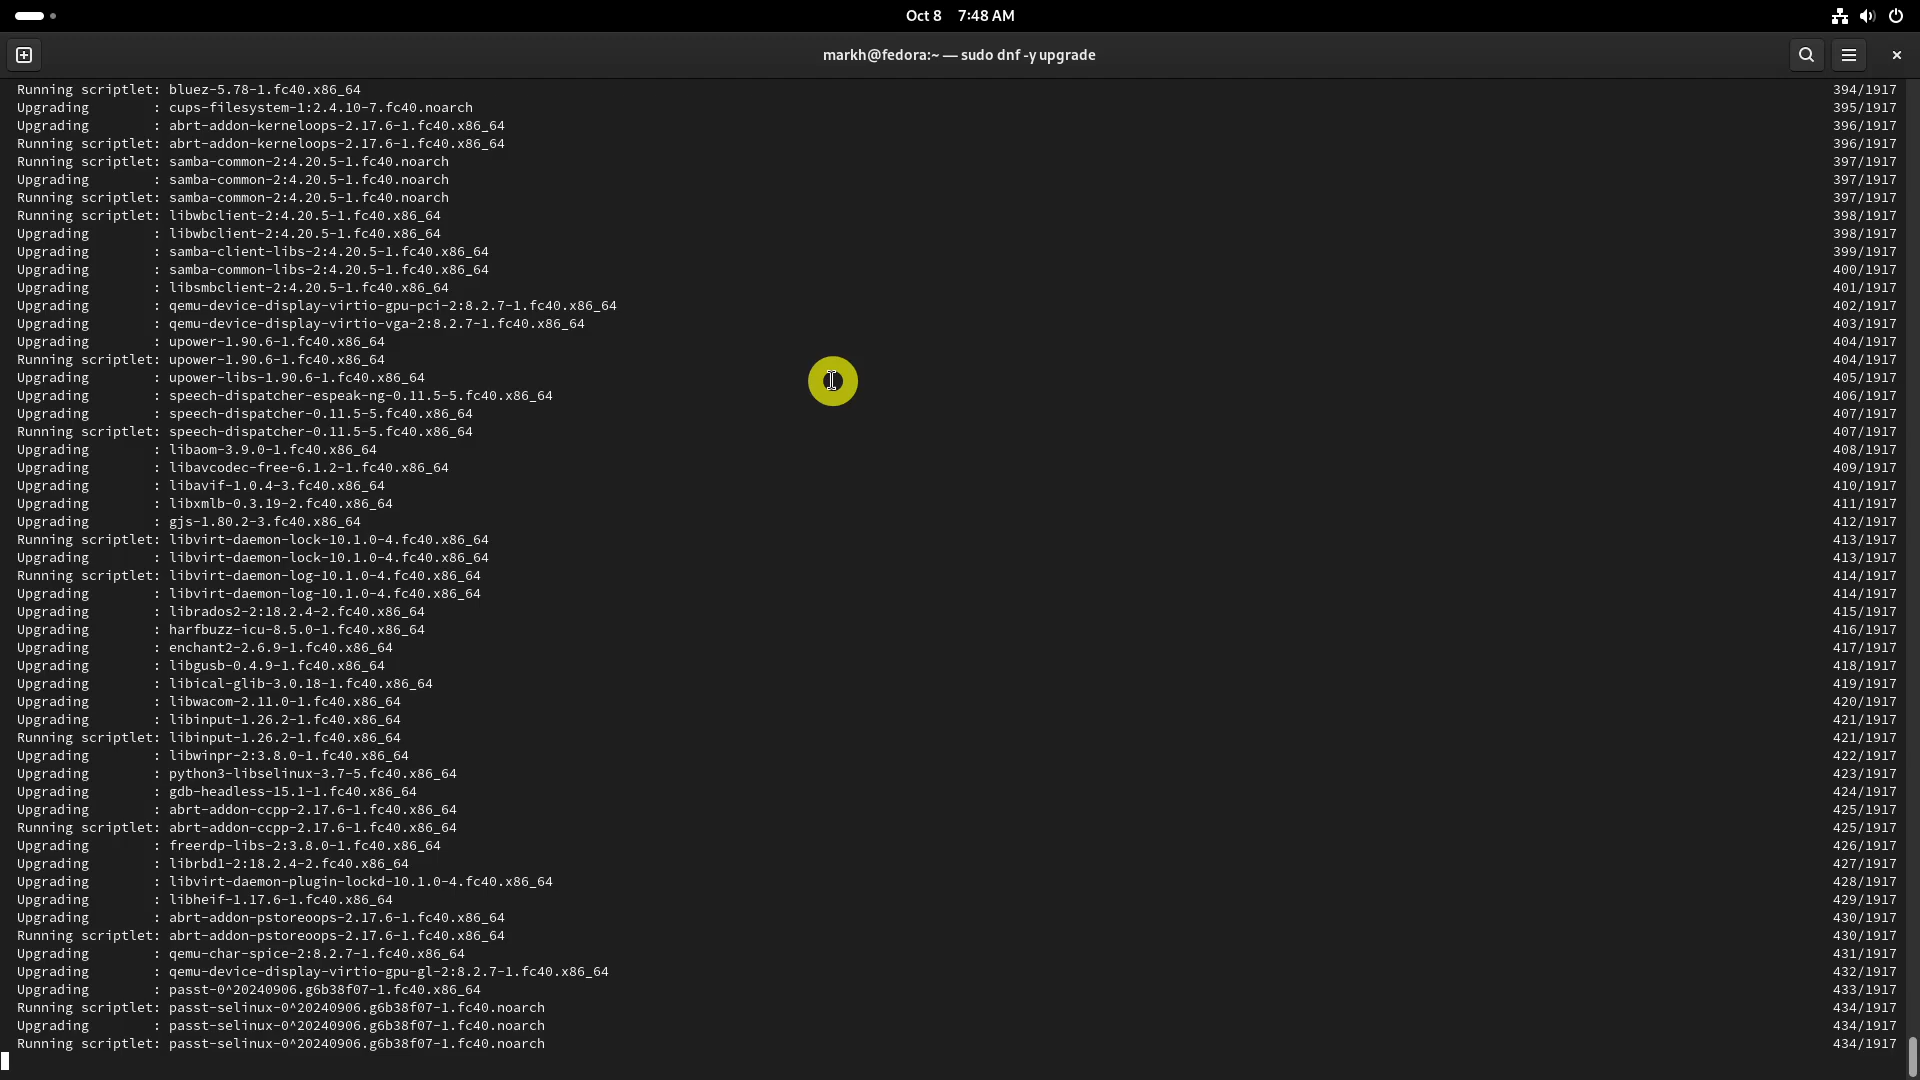 Oct 8 7:48 AM
markh@fedora:~ — sudo dnf -y upgrade
Running scriptlet: bluez-5.78-1.fc40.x86_64 394/1917
Upgrading : cups-filesystem-1:2.4.10-7.fc40.noarch 395/1917
Upgrading : abrt-addon-kerneloops-2.17.6-1.fc40.x86_64 396/1917
Running scriptlet: abrt-addon-kerneloops-2.17.6-1.fc40.x86_64 396/1917
Running scriptlet: samba-common-2:4.20.5-1.fc40.noarch 397/1917
Upgrading : samba-common-2:4.20.5-1.fc40.noarch 397/1917
Running scriptlet: samba-common-2:4.20.5-1.fc40.noarch 397/1917
Running scriptlet: libwbclient-2:4.20.5-1.fc40.x86_64 398/1917
Upgrading : libwbclient-2:4.20.5-1.fc40.x86_64 398/1917
Upgrading : samba-client-libs-2:4.20.5-1.fc40.x86_64 399/1917
Upgrading : samba-common-libs-2:4.20.5-1.fc40.x86_64 400/1917
Upgrading : libsmbclient-2:4.20.5-1.fc40.x86_64 401/1917
Upgrading : qemu-device-display-virtio-gpu-pci-2:8.2.7-1.fc40.x86_64 402/1917
Upgrading : qemu-device-display-virtio-vga-2:8.2.7-1.fc40.x86_64 403/1917
Upgrading : upower-1.90.6-1.fc40.x86_64 404/1917
Running scriptlet: upower-1.90.6-1.fc40.x86_64 404/1917
Upgrading : upower-libs-1.90.6-1.fc40.x86_64 405/1917
Upgrading : speech-dispatcher-espeak-ng-0.11.5-5.fc40.x86_64 406/1917
Upgrading : speech-dispatcher-0.11.5-5.fc40.x86_64 407/1917
Running scriptlet: speech-dispatcher-0.11.5-5.fc40.x86_64 407/1917
Upgrading : libaom-3.9.0-1.fc40.x86_64 408/1917
Upgrading : libavcodec-free-6.1.2-1.fc40.x86_64 409/1917
Upgrading : libavif-1.0.4-3.fc40.x86_64 410/1917
Upgrading : libxmlb-0.3.19-2.fc40.x86_64 411/1917
Upgrading : gjs-1.80.2-3.fc40.x86_64 412/1917
Running scriptlet: libvirt-daemon-lock-10.1.0-4.fc40.x86_64 413/1917
Upgrading : libvirt-daemon-lock-10.1.0-4.fc40.x86_64 413/1917
Running scriptlet: libvirt-daemon-log-10.1.0-4.fc40.x86_64 414/1917
Upgrading : libvirt-daemon-log-10.1.0-4.fc40.x86_64 414/1917
Upgrading : librados2-2:18.2.4-2.fc40.x86_64 415/1917
Upgrading : harfbuzz-icu-8.5.0-1.fc40.x86_64 416/1917
Upgrading : enchant2-2.6.9-1.fc40.x86_64 417/1917
Upgrading : libgusb-0.4.9-1.fc40.x86_64 418/1917
Upgrading : libical-glib-3.0.18-1.fc40.x86_64 419/1917
Upgrading : libwacom-2.11.0-1.fc40.x86_64 420/1917
Upgrading : libinput-1.26.2-1.fc40.x86_64 421/1917
Running scriptlet: libinput-1.26.2-1.fc40.x86_64 421/1917
Upgrading : libwinpr-2:3.8.0-1.fc40.x86_64 422/1917
Upgrading : python3-libselinux-3.7-5.fc40.x86_64 423/1917
Upgrading : gdb-headless-15.1-1.fc40.x86_64 424/1917
Upgrading : abrt-addon-ccpp-2.17.6-1.fc40.x86_64 425/1917
Running scriptlet: abrt-addon-ccpp-2.17.6-1.fc40.x86_64 425/1917
Upgrading : freerdp-libs-2:3.8.0-1.fc40.x86_64 426/1917
Upgrading : librbd1-2:18.2.4-2.fc40.x86_64 427/1917
Upgrading : libvirt-daemon-plugin-lockd-10.1.0-4.fc40.x86_64 428/1917
Upgrading : libheif-1.17.6-1.fc40.x86_64 429/1917
Upgrading : abrt-addon-pstoreoops-2.17.6-1.fc40.x86_64 430/1917
Running scriptlet: abrt-addon-pstoreoops-2.17.6-1.fc40.x86_64 430/1917
Upgrading : qemu-char-spice-2:8.2.7-1.fc40.x86_64 431/1917
Upgrading : qemu-device-display-virtio-gpu-gl-2:8.2.7-1.fc40.x86_64 432/1917
Upgrading : passt-0^20240906.g6b38f07-1.fc40.x86_64 433/1917
Running scriptlet: passt-selinux-0^20240906.g6b38f07-1.fc40.noarch 434/1917
Upgrading : passt-selinux-0^20240906.g6b38f07-1.fc40.noarch 434/1917
Running scriptlet: passt-selinux-0^20240906.g6b38f07-1.fc40.noarch 434/1917